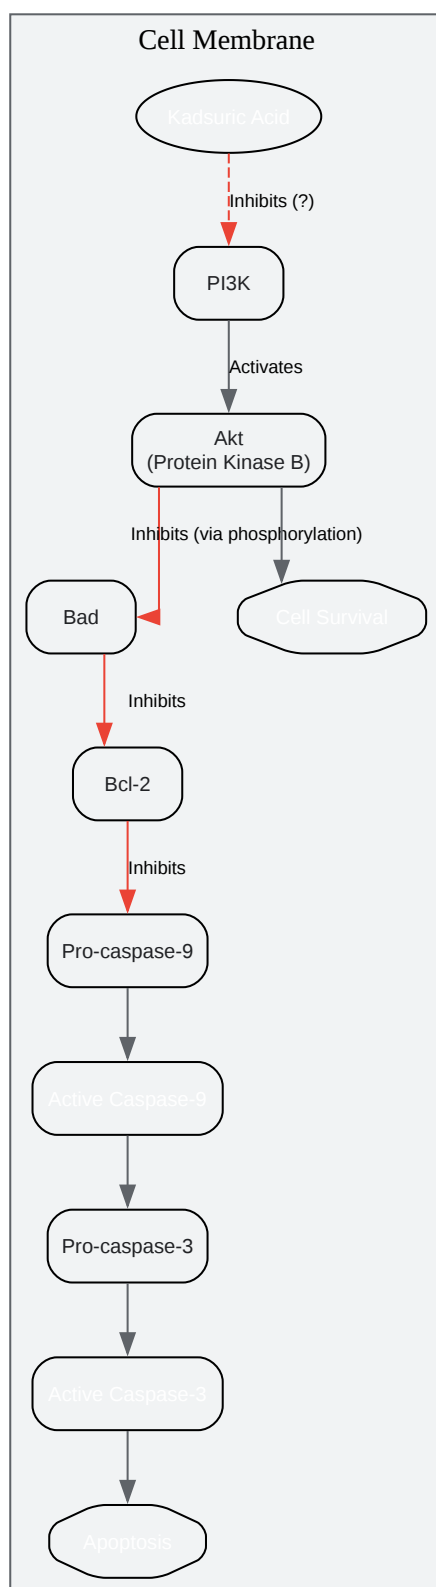 Cell Membrane
Kadsuric Acid
Inhibits (?)
PI3K
Activates
Akt
(Protein Kinase B)
Inhibits (via phosphorylation)
Bad
Cell Survival
Inhibits
Bcl-2
Inhibits
Pro-caspase-9
Active Caspase-9
Pro-caspase-3
Active Caspase-3
Apoptosis